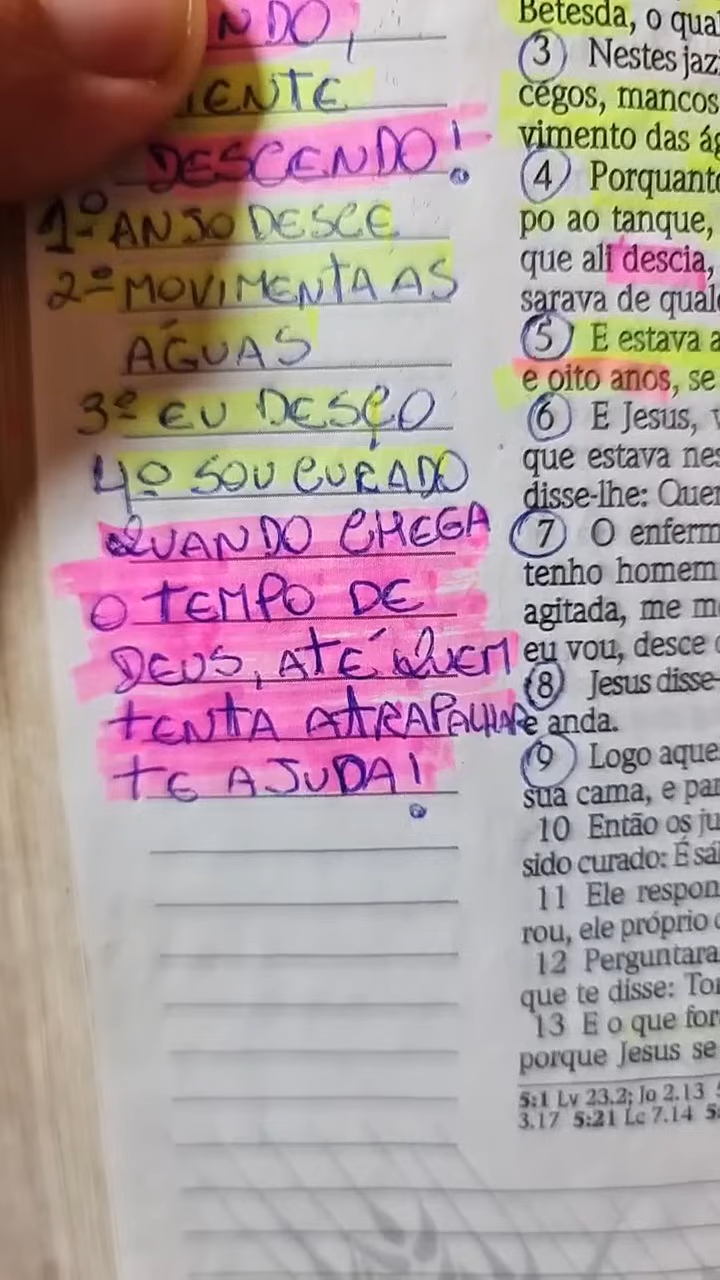 NDO,
ENTE
DESCENDO!
1º ANJO DESCE
2º MOVIMENTA AS
ÁGUAS
3º EU DESÇO
4º SOU CURADO
QUANDO CHEGA
O TEMPO DE
DEUS, ATÉ QUEM
TENTA ATRAPALHAR
TE AJUDA!
Betesda, o qua
3 Nestes jaz
cegos, mancos
vimento das ág
4 Porquant
po ao tanque,
que ali descia,
sarava de qual
5 E estava a
e oito anos, se
6 E Jesus, v
que estava nes
disse-lhe: Quer
7 O enferm
tenho homem
agitada, me m
eu vou, desce
8 Jesus disse-
e anda.
9 Logo aque
sua cama, e par
10 Então os ju
sido curado: É sá
11 Ele respon
rou, ele próprio
12 Perguntara
que te disse: To
13 E o que for
porque Jesus se
5:1 Lv 23.2; Jo 2.13
3.17 5:21 Lc 7.14 5